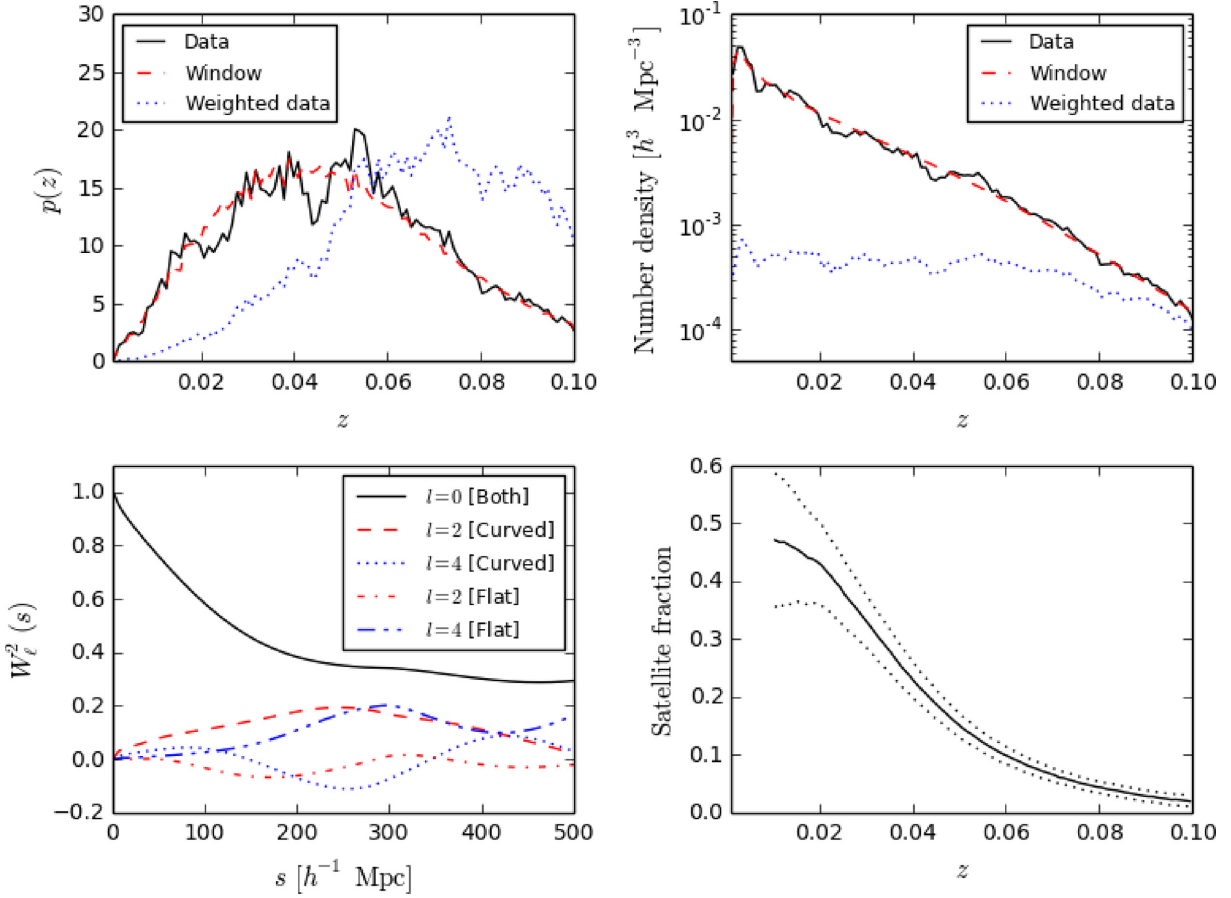 30
25
20
15
10
5
0
p(z)
Data
Window
Weighted data
0.02 0.04 0.06 0.08 0.10
z
10⁻¹
10⁻²
10⁻³
10⁻⁴
Number density [h³ Mpc⁻³]
Data
Window
Weighted data
0.02 0.04 0.06 0.08 0.10
z
1.0
0.8
0.6
0.4
0.2
0.0
−0.2
W²ℓ (s)
l=0 [Both]
l=2 [Curved]
l=4 [Curved]
l=2 [Flat]
l=4 [Flat]
0 100 200 300 400 500
s [h⁻¹ Mpc]
0.6
0.5
0.4
0.3
0.2
0.1
0.0
Satellite fraction
0.02 0.04 0.06 0.08 0.10
z